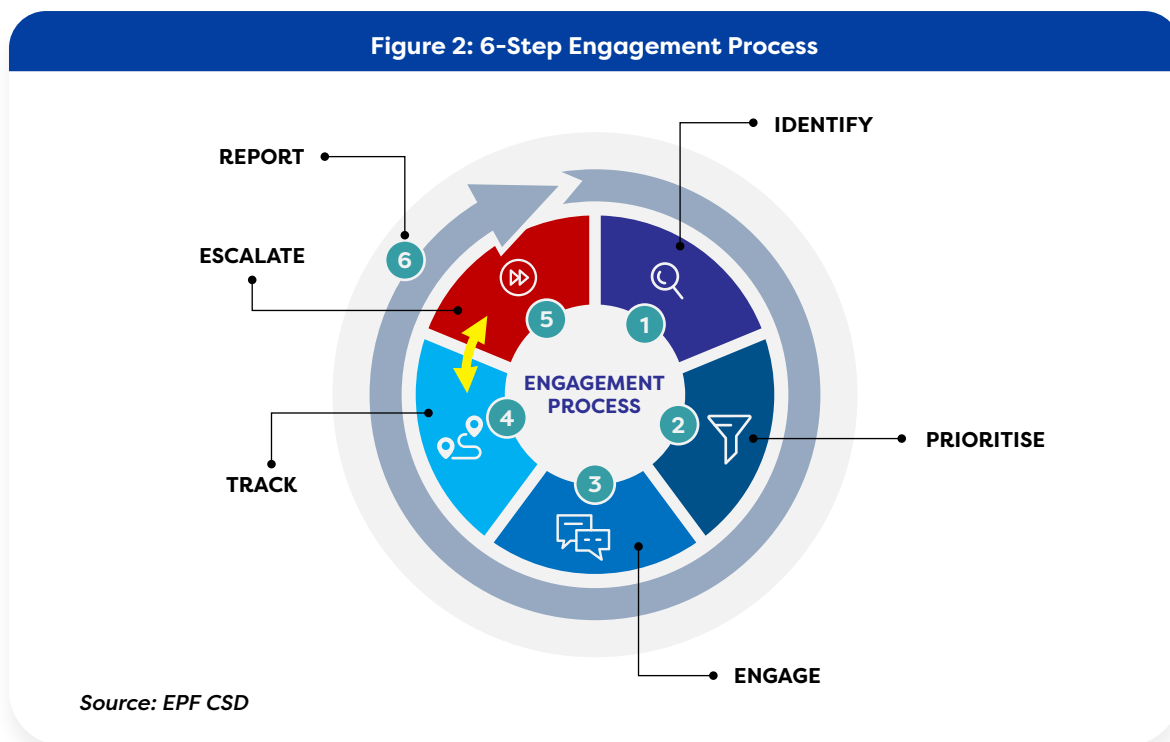 Figure 2: 6-Step Engagement Process
IDENTIFY
REPORT
ESCALATE
6
5
1
ENGAGEMENT
PROCESS
4
2
PRIORITISE
3
TRACK
ENGAGE
Source: EPF CSD